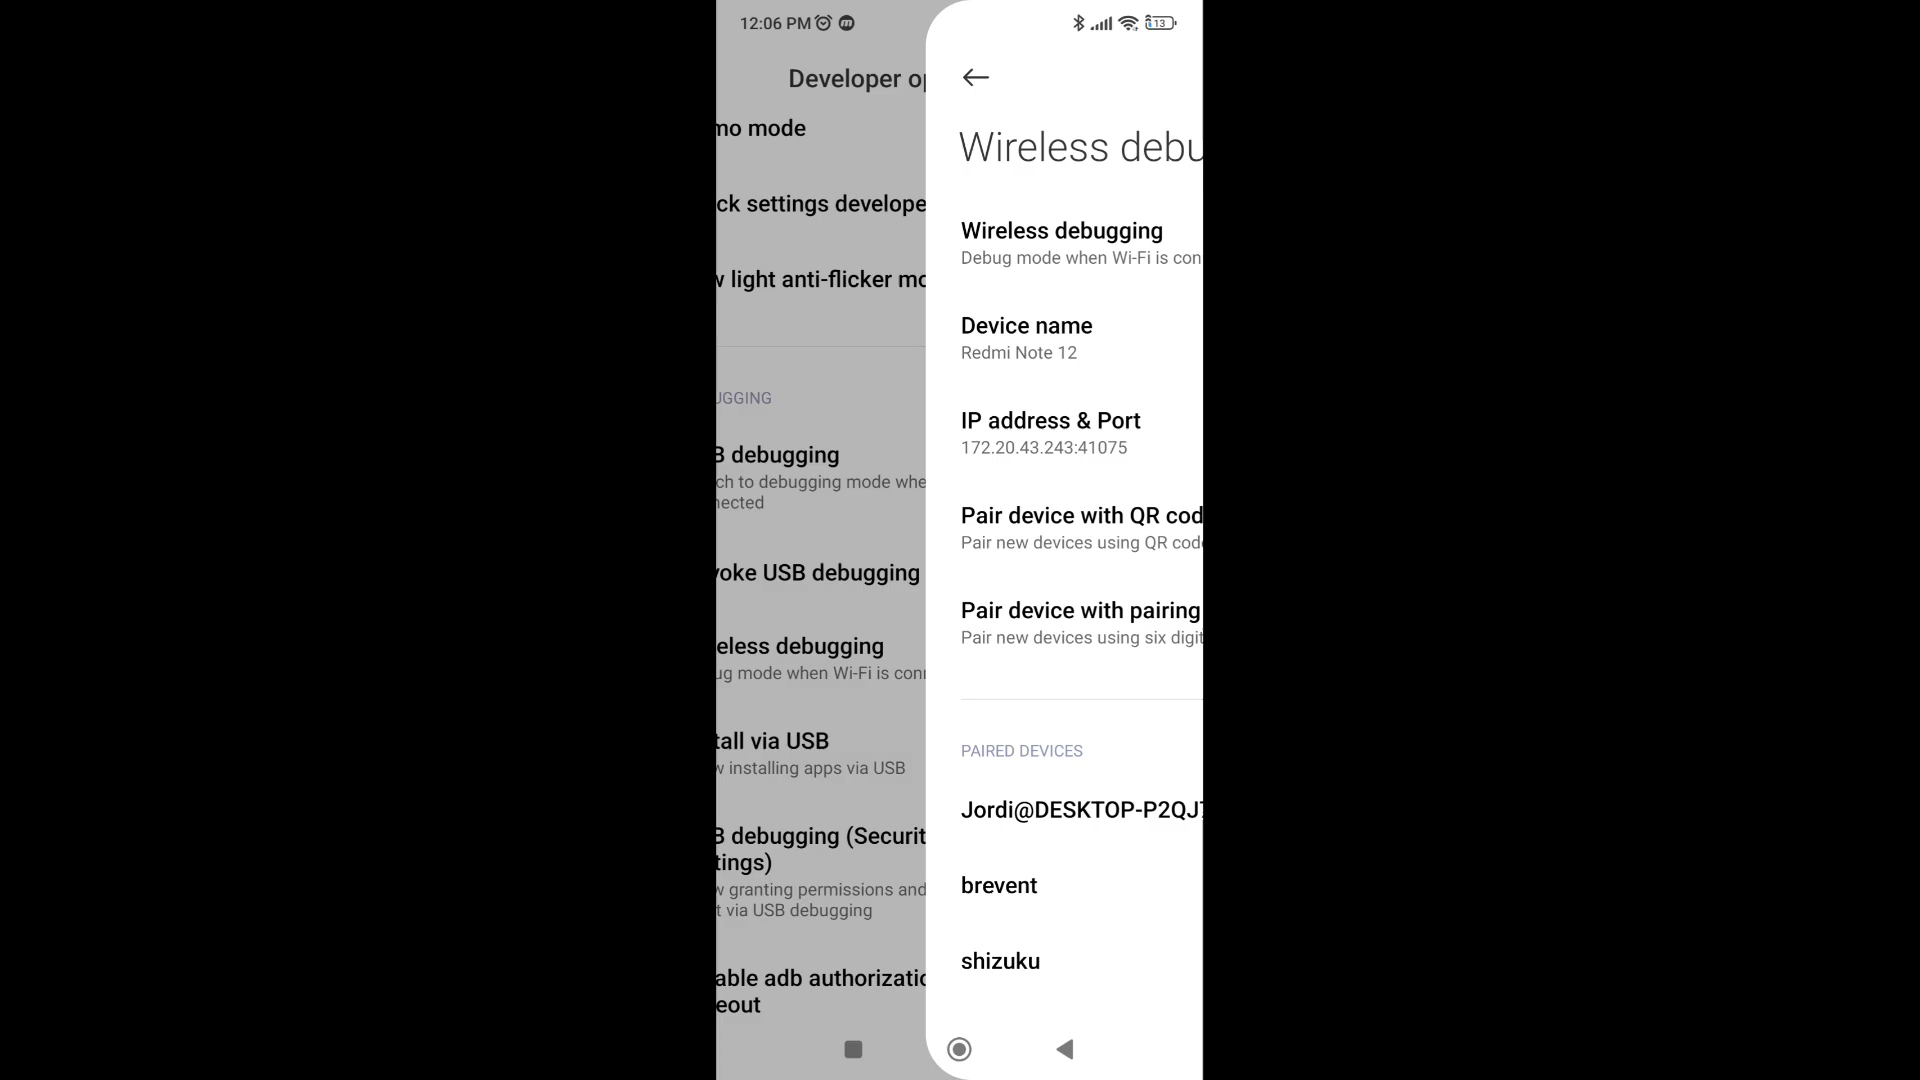 12:06 PM
13
Developer op
mo mode
ck settings develope
w light anti-flicker mo
UGGING
B debugging
ch to debugging mode whe
nected
voke USB debugging
eless debugging
ug mode when Wi-Fi is conn
tall via USB
w installing apps via USB
B debugging (Securit
tings)
w granting permissions and
t via USB debugging
able adb authorizatio
eout
Wireless debu
Wireless debugging
Debug mode when Wi-Fi is con
Device name
Redmi Note 12
IP address & Port
172.20.43.243:41075
Pair device with QR cod
Pair new devices using QR code
Pair device with pairing
Pair new devices using six digit
PAIRED DEVICES
Jordi@DESKTOP-P2QJ7
brevent
shizuku